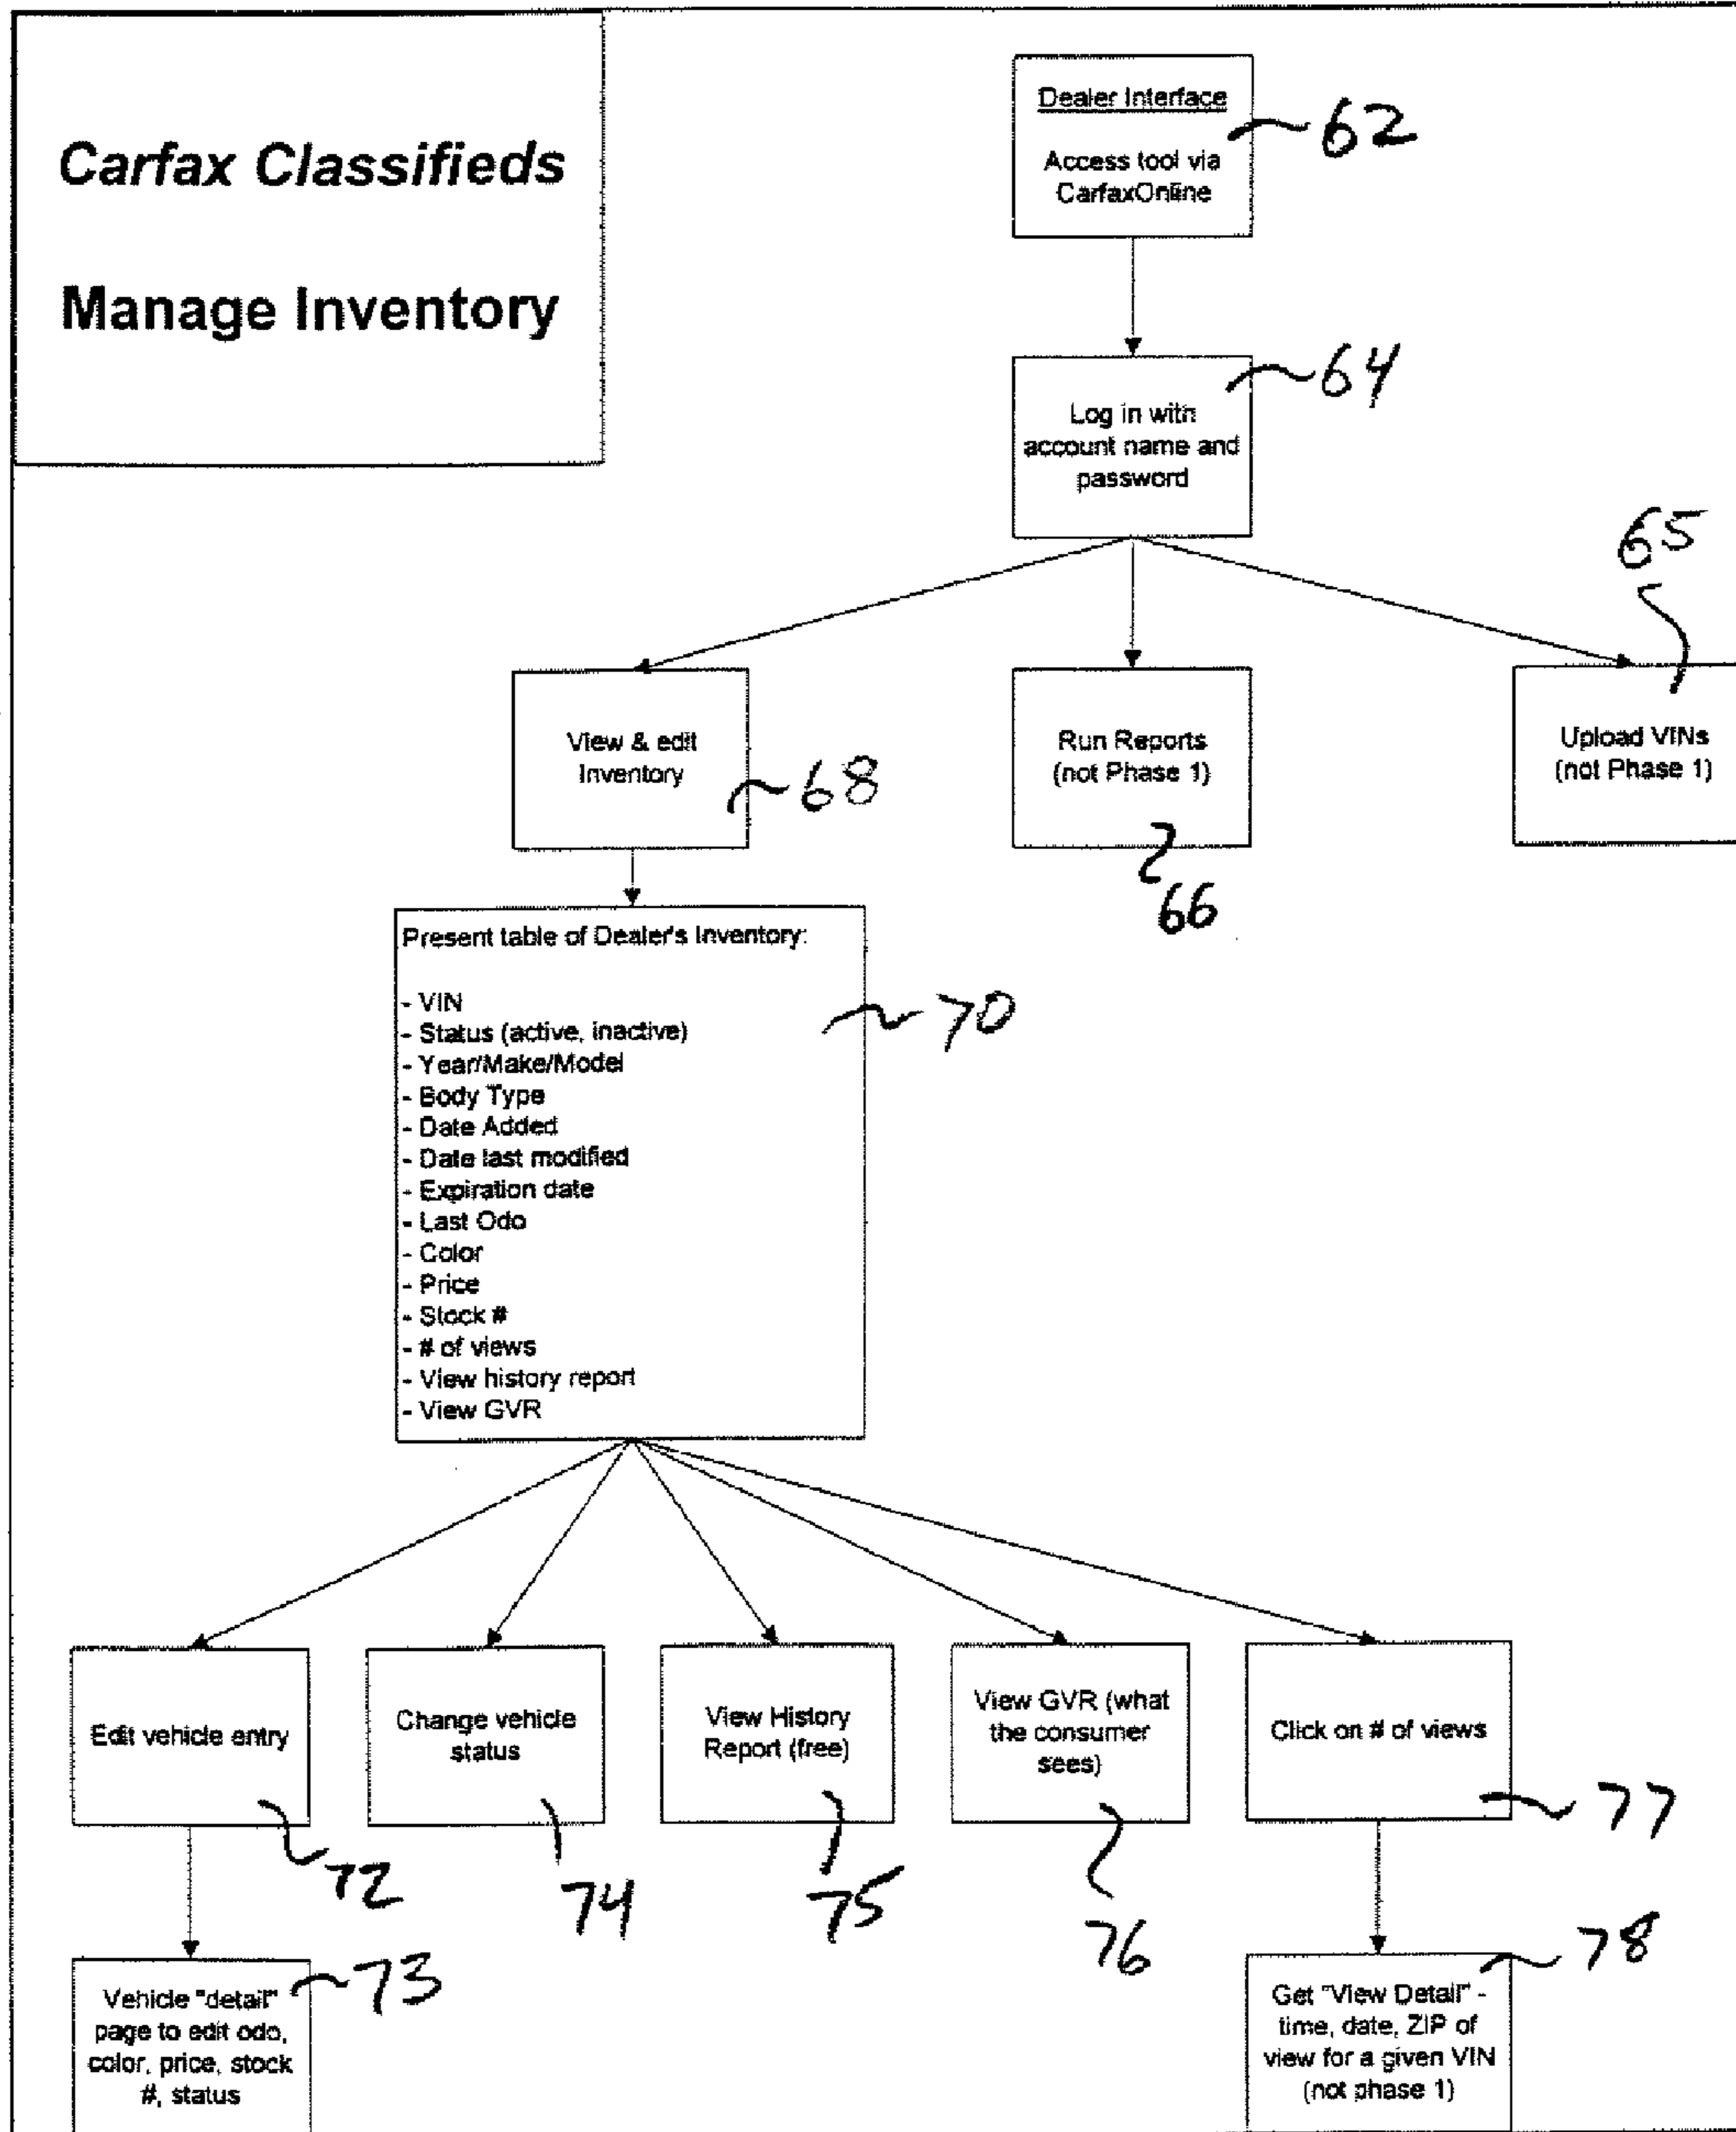 Carfax Classifieds
Manage Inventory
Dealer Interface
Access tool via
CarfaxOnline
62
Log in with
account name and
password
64
View & edit
Inventory
68
Run Reports
(not Phase 1)
66
Upload VINs
(not Phase 1)
65
Present table of Dealer's Inventory:
- VIN
- Status (active, inactive)
- Year/Make/Model
- Body Type
- Date Added
- Date last modified
- Expiration date
- Last Odo
- Color
- Price
- Stock #
- # of views
- View history report
- View GVR
70
Edit vehicle entry
72
Change vehicle
status
74
View History
Report (free)
75
View GVR (what
the consumer
sees)
76
Click on # of views
77
Vehicle "detail"
page to edit odo,
color, price, stock
#, status
73
Get "View Detail" -
time, date, ZIP of
view for a given VIN
(not phase 1)
78